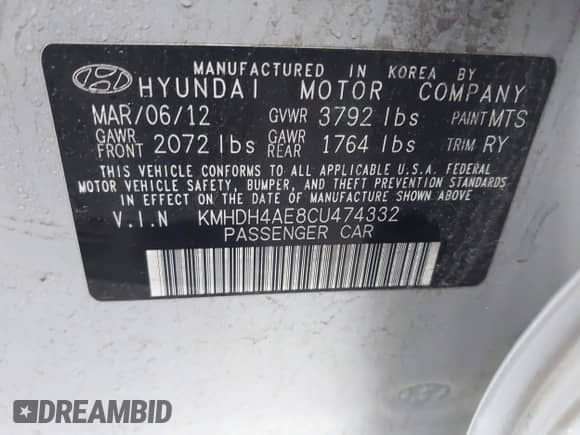 MANUFACTURED IN KOREA BY
HYUNDAI MOTOR COMPANY
MAR/06/12 GVWR 3792 lbs PAINT MTS
GAWR FRONT 2072 lbs GAWR REAR 1764 lbs TRIM RY
THIS VEHICLE CONFORMS TO ALL APPLICABLE U.S.A. FEDERAL
MOTOR VEHICLE SAFETY, BUMPER, AND THEFT PREVENTION STANDARDS
IN EFFECT ON THE DATE OF MANUFACTURE SHOWN ABOVE
V.I.N KMHDH4AE8CU474332
PASSENGER CAR
DREAMBID